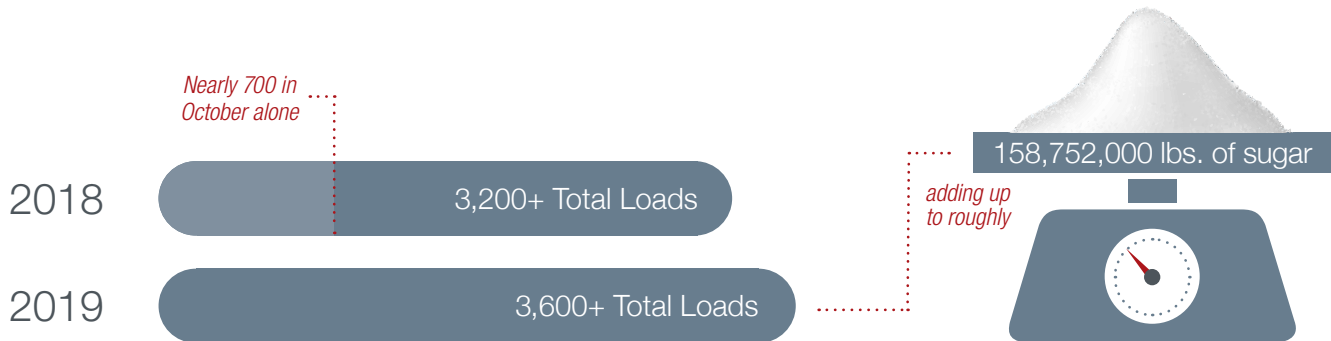 Nearly 700 in
October alone
2018
3,200+ Total Loads
2019
3,600+ Total Loads
adding up
to roughly
158,752,000 lbs. of sugar